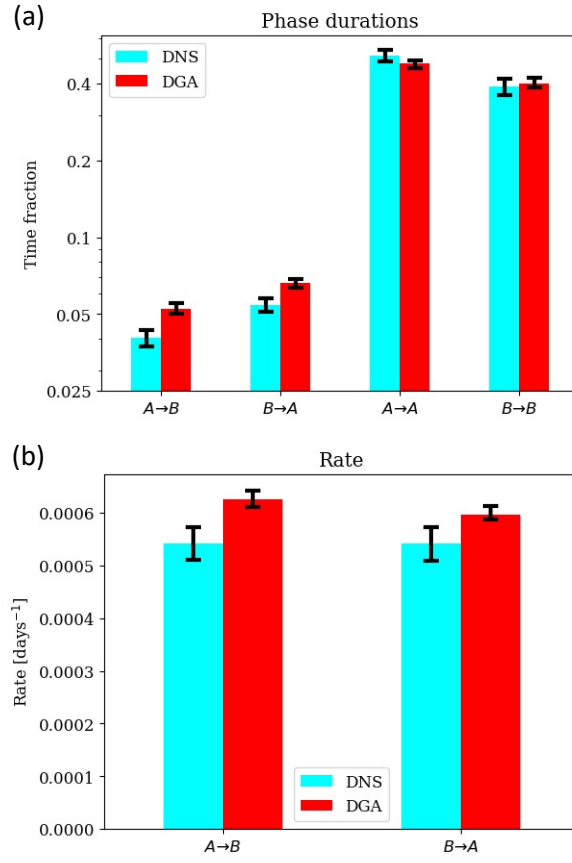 (a)
Phase durations
DNS
DGA
0.4
0.2
0.1
0.05
0.025
Time fraction
A→B
B→A
A→A
B→B
(b)
Rate
0.0006
0.0005
0.0004
0.0003
0.0002
0.0001
0.0000
Rate [days⁻¹]
DNS
DGA
A→B
B→A